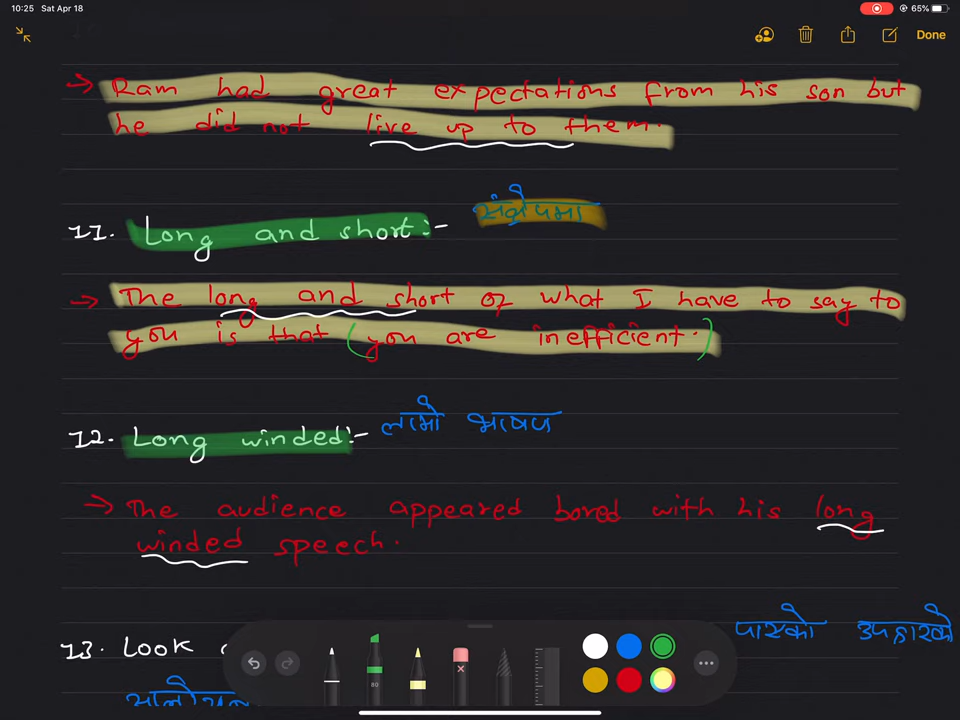 10:25 Sat Apr 18
65%
Done
→ Ram had great expectations from his son but
he did not live up to them.
11. Long and short :- संक्षेपमा
→ The long and short of what I have to say to
you is that (you are inefficient.)
12. Long winded :- लामो भाषण
→ The audience appeared bored with his long
winded speech.
13. Look
80